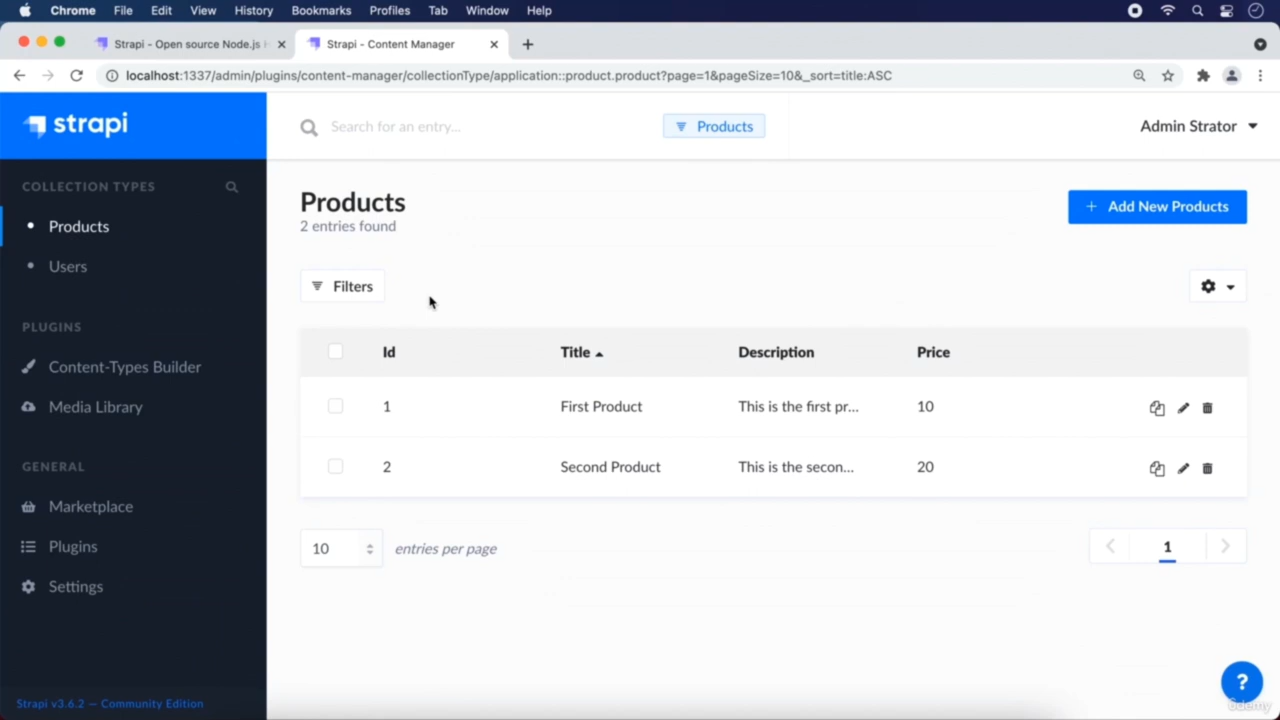 Chrome File Edit View History Bookmarks Profiles Tab Window Help
Strapi - Open source Node.js Strapi - Content Manager
localhost:1337/admin/plugins/content-manager/collectionType/application::product.product?page=1&pageSize=10&_sort=title:ASC
strapi
Search for an entry...
Products
Admin Strator
COLLECTION TYPES
Products
Users
PLUGINS
Content-Types Builder
Media Library
GENERAL
Marketplace
Plugins
Settings
Strapi v3.6.2 — Community Edition
Products
2 entries found
+ Add New Products
Filters
Id Title Description Price
1 First Product This is the first pr... 10
2 Second Product This is the secon... 20
10 entries per page
1
?
ûdemy